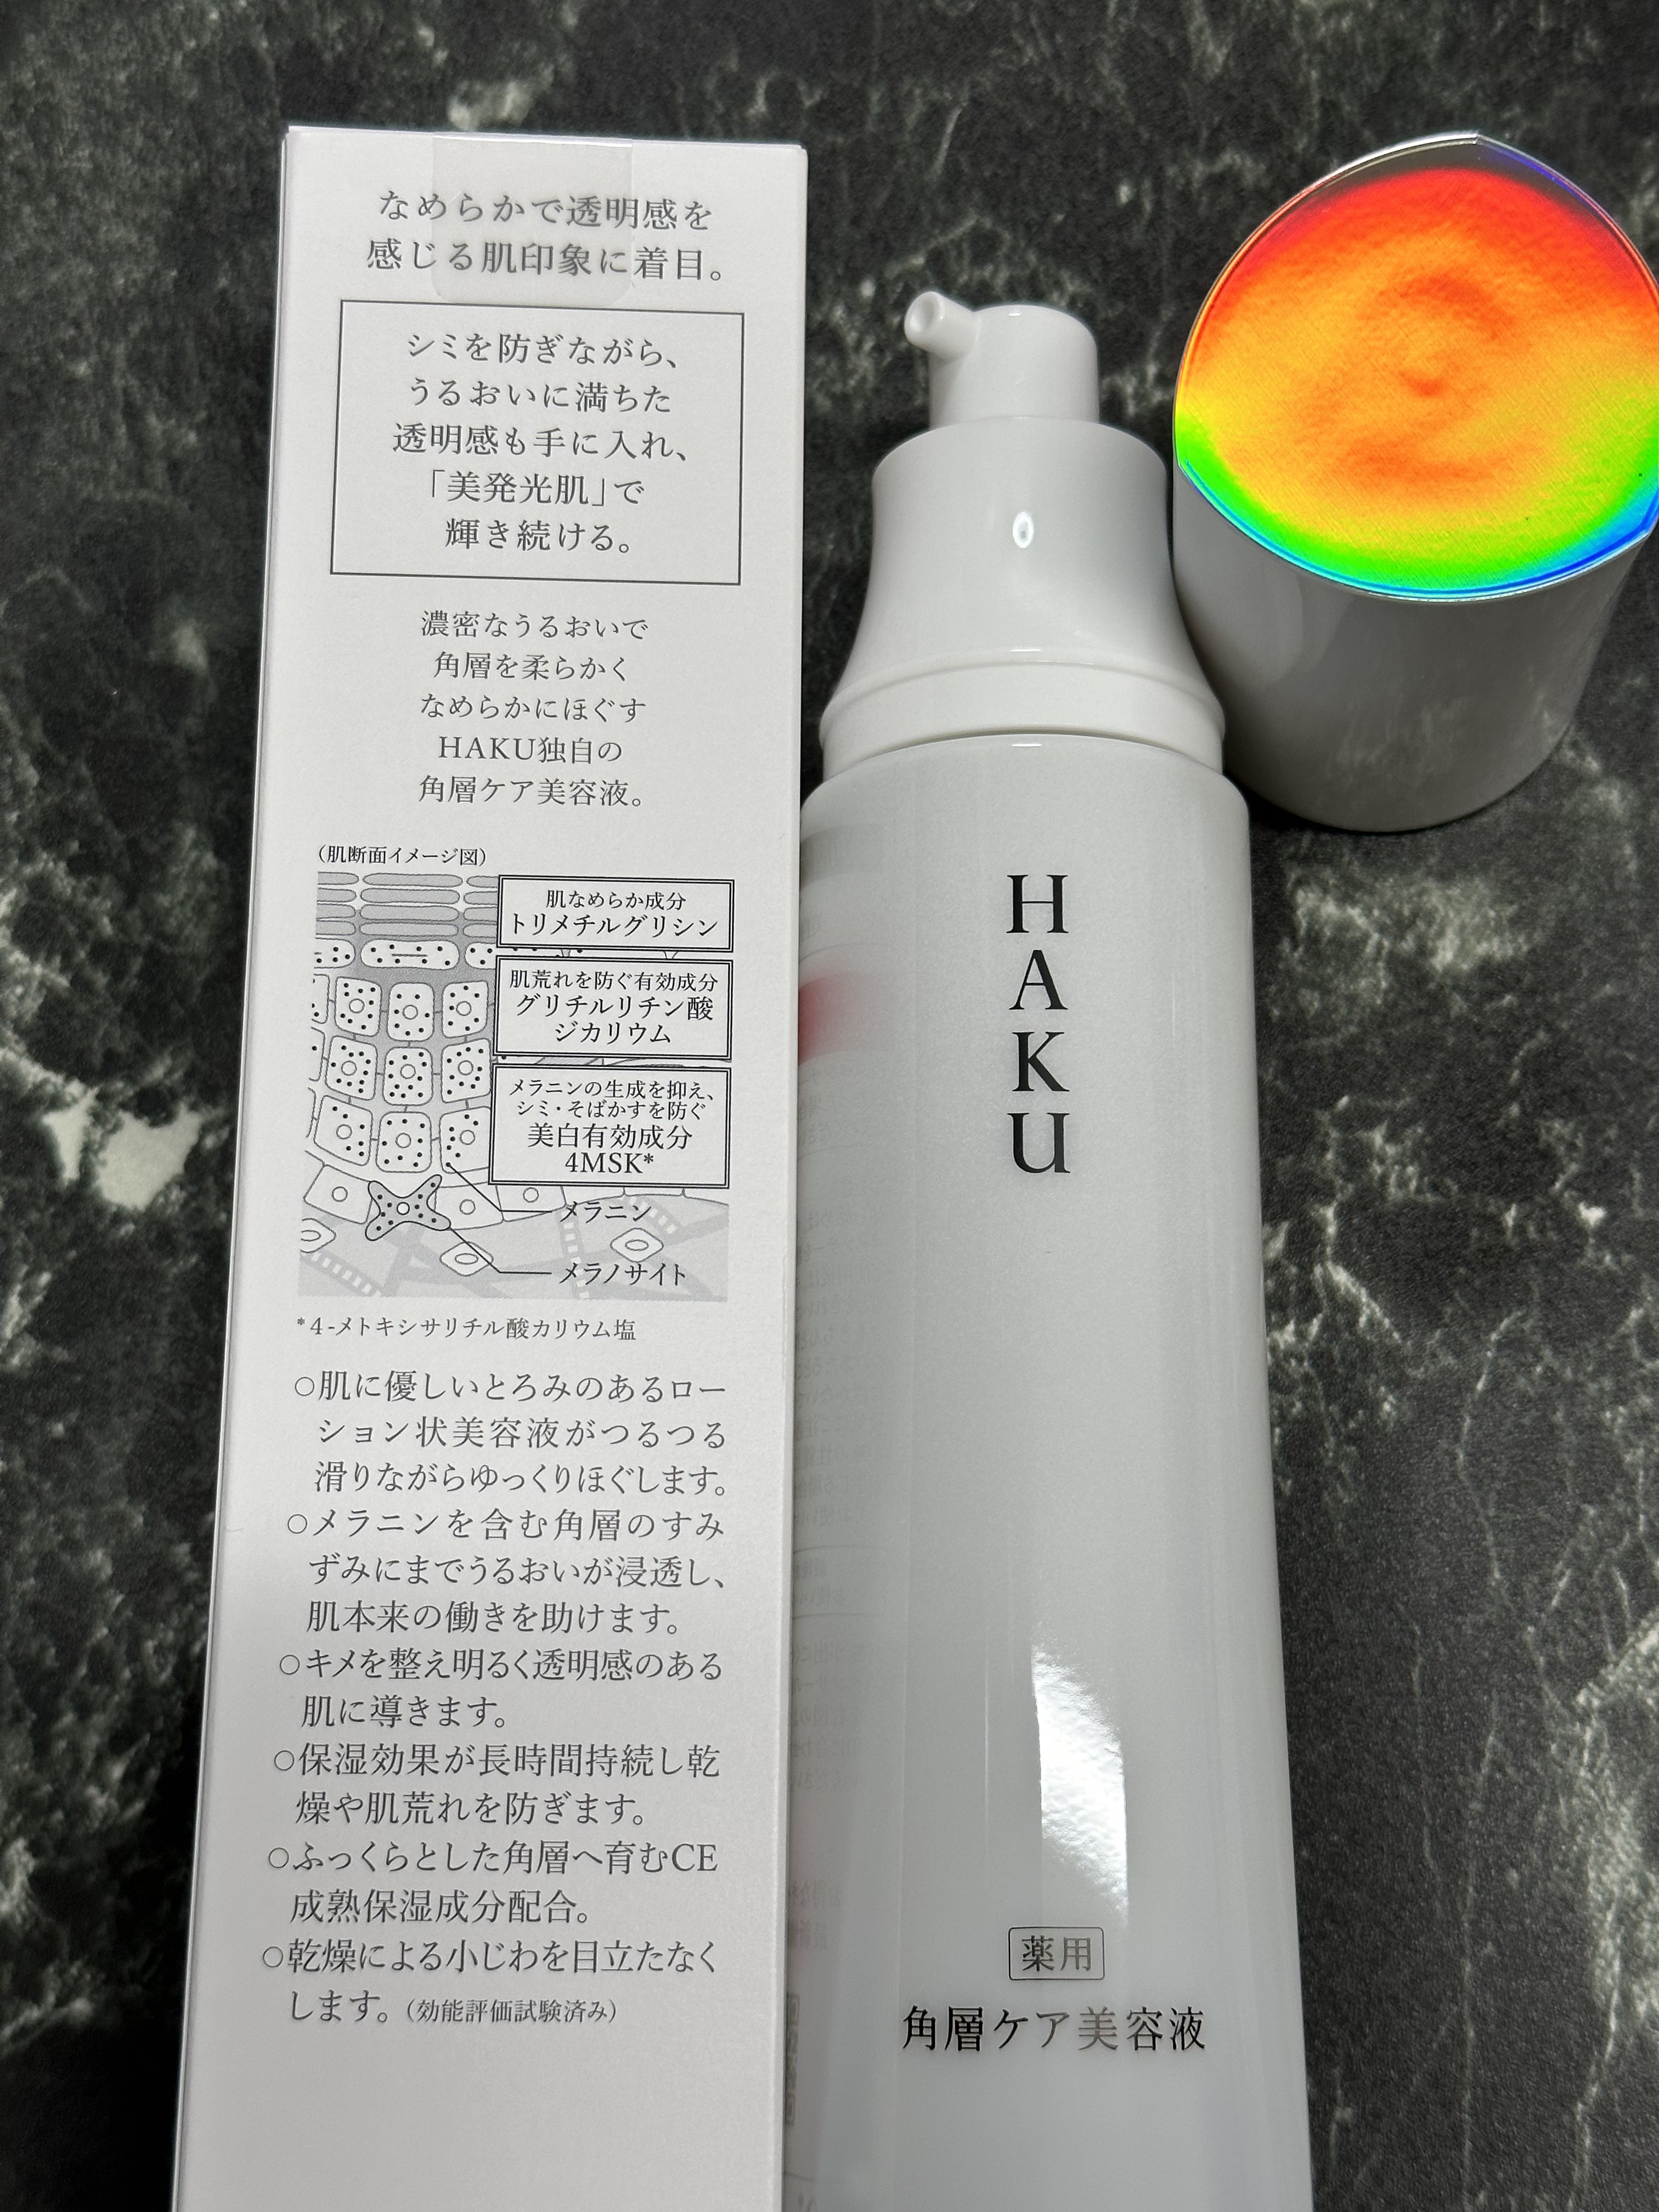 なめらかで透明感を
感じる肌印象に着目。
シミを防ぎながら、
うるおいに満ちた
透明感も手に入れ、
「美発光肌」で
輝き続ける。
濃密なうるおいで
角層を柔らかく
なめらかにほぐす
HAKU独自の
角層ケア美容液。
（肌断面イメージ図）
肌なめらか成分
トリメチルグリシン
肌荒れを防ぐ有効成分
グリチルリチン酸
ジカリウム
メラニンの生成を抑え、
シミ・そばかすを防ぐ
美白有効成分
4MSK*
メラニン
メラノサイト
*4-メトキシサリチル酸カリウム塩
○肌に優しいとろみのあるロー
ション状美容液がつるつる
滑りながらゆっくりほぐします。
○メラニンを含む角層のすみ
ずみにまでうるおいが浸透し、
肌本来の働きを助けます。
○キメを整え明るく透明感のある
肌に導きます。
○保湿効果が長時間持続し乾
燥や肌荒れを防ぎます。
○ふっくらとした角層へ育むCE
成熟保湿成分配合。
○乾燥による小じわを目立たなく
します。（効能評価試験済み）
H
A
K
U
薬用
角層ケア美容液